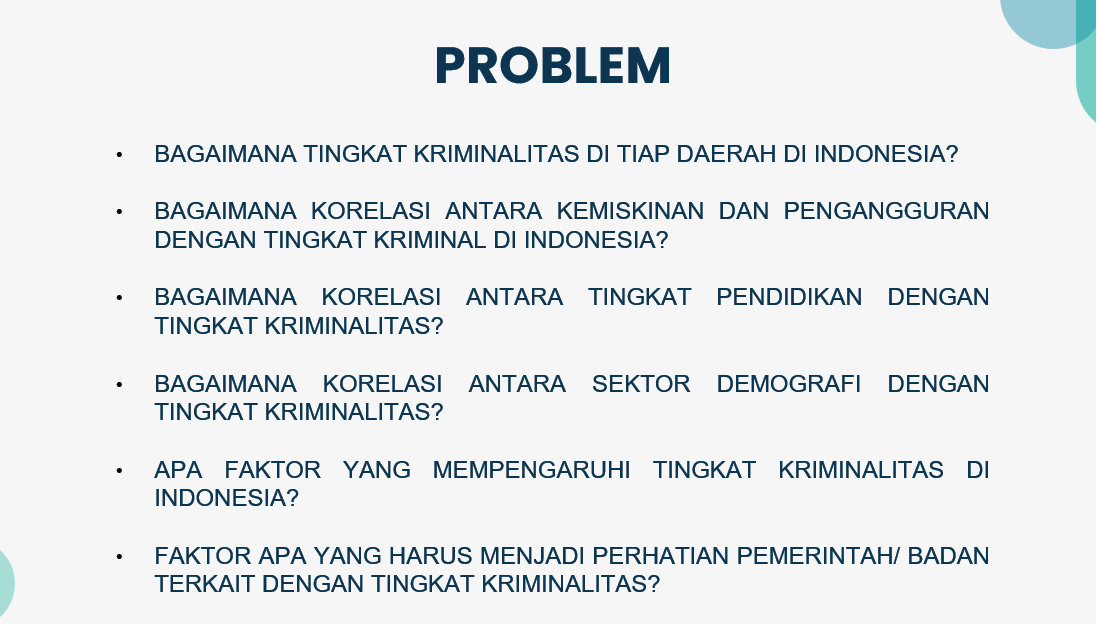 PROBLEM
• BAGAIMANA TINGKAT KRIMINALITAS DI TIAP DAERAH DI INDONESIA?
• BAGAIMANA KORELASI ANTARA KEMISKINAN DAN PENGANGGURAN
DENGAN TINGKAT KRIMINAL DI INDONESIA?
• BAGAIMANA KORELASI ANTARA TINGKAT PENDIDIKAN DENGAN
TINGKAT KRIMINALITAS?
• BAGAIMANA KORELASI ANTARA SEKTOR DEMOGRAFI DENGAN
TINGKAT KRIMINALITAS?
• APA FAKTOR YANG MEMPENGARUHI TINGKAT KRIMINALITAS DI
INDONESIA?
• FAKTOR APA YANG HARUS MENJADI PERHATIAN PEMERINTAH/ BADAN
TERKAIT DENGAN TINGKAT KRIMINALITAS?